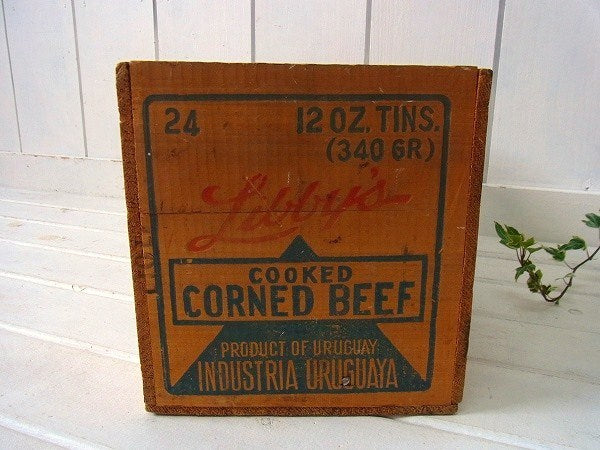 24 12 OZ. TINS.
(340 GR)
Libby's
COOKED
CORNED BEEF
PRODUCT OF URUGUAY
INDUSTRIA URUGUAYA